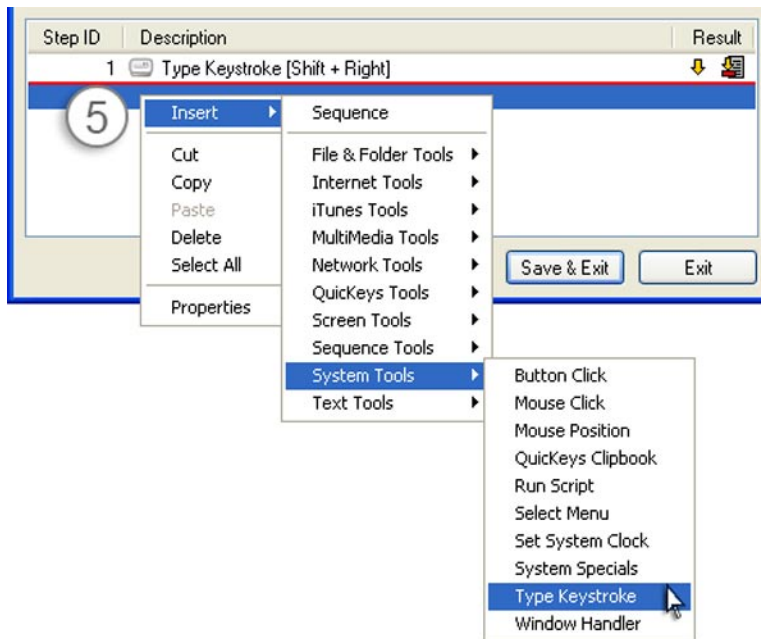 Step ID Description Result
1 Type Keystroke [Shift + Right]
5
Insert
Cut
Copy
Paste
Delete
Select All
Properties
Sequence
File & Folder Tools
Internet Tools
iTunes Tools
MultiMedia Tools
Network Tools
QuicKeys Tools
Screen Tools
Sequence Tools
System Tools
Text Tools
Save & Exit Exit
Button Click
Mouse Click
Mouse Position
QuicKeys Clipbook
Run Script
Select Menu
Set System Clock
System Specials
Type Keystroke
Window Handler